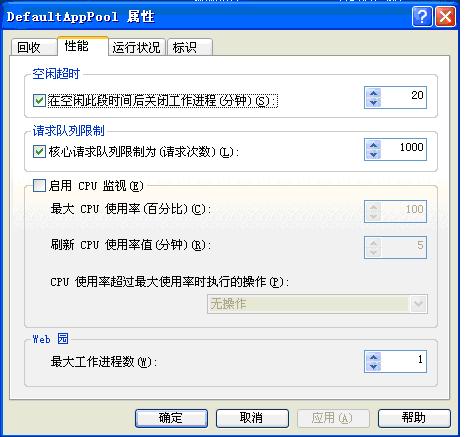 DefaultAppPool 属性
回收 性能 运行状况 标识
空闲超时
在空闲此段时间后关闭工作进程(分钟)(S): 20
请求队列限制
核心请求队列限制为(请求次数)(L): 1000
启用 CPU 监视(E)
最大 CPU 使用率(百分比)(C): 100
刷新 CPU 使用率值(分钟)(R): 5
CPU 使用率超过最大使用率时执行的操作(P):
无操作
Web 园
最大工作进程数(W): 1
确定 取消 应用(A) 帮助